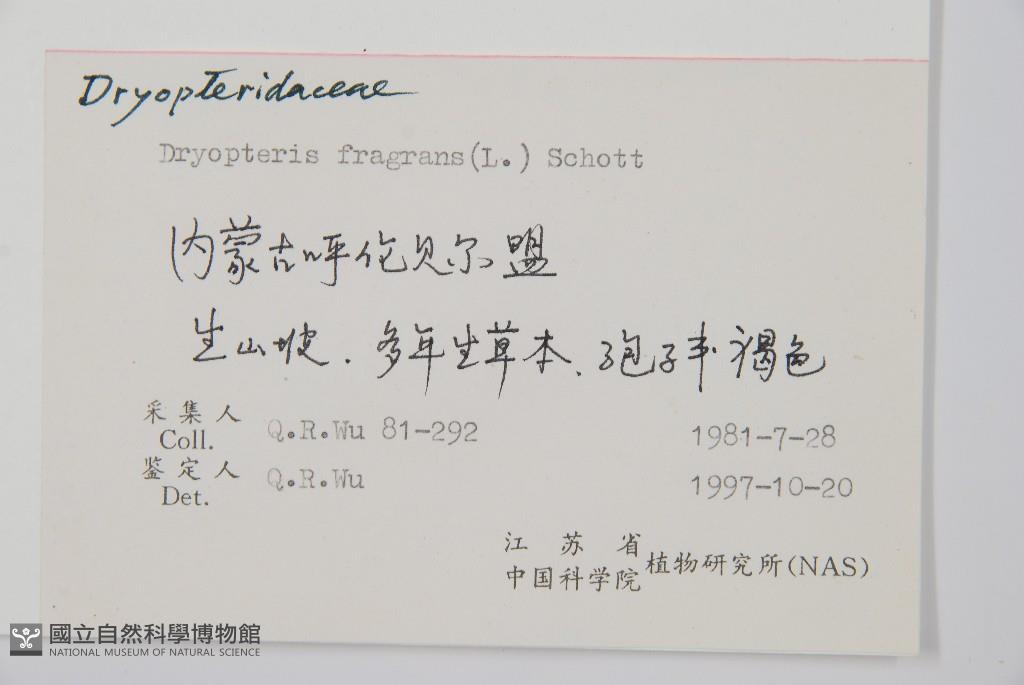 Dryopteridaceae
Dryopteris fragrans(L.) Schott
内蒙古呼伦贝尔盟
生山坡.多年生草本、孢子丰褐色
采集人
Coll. Q.R.Wu 81-292 1981-7-28
鉴定人
Det. Q.R.Wu 1997-10-20
江苏省
中国科学院 植物研究所(NAS)
國立自然科學博物館
NATIONAL MUSEUM OF NATURAL SCIENCE